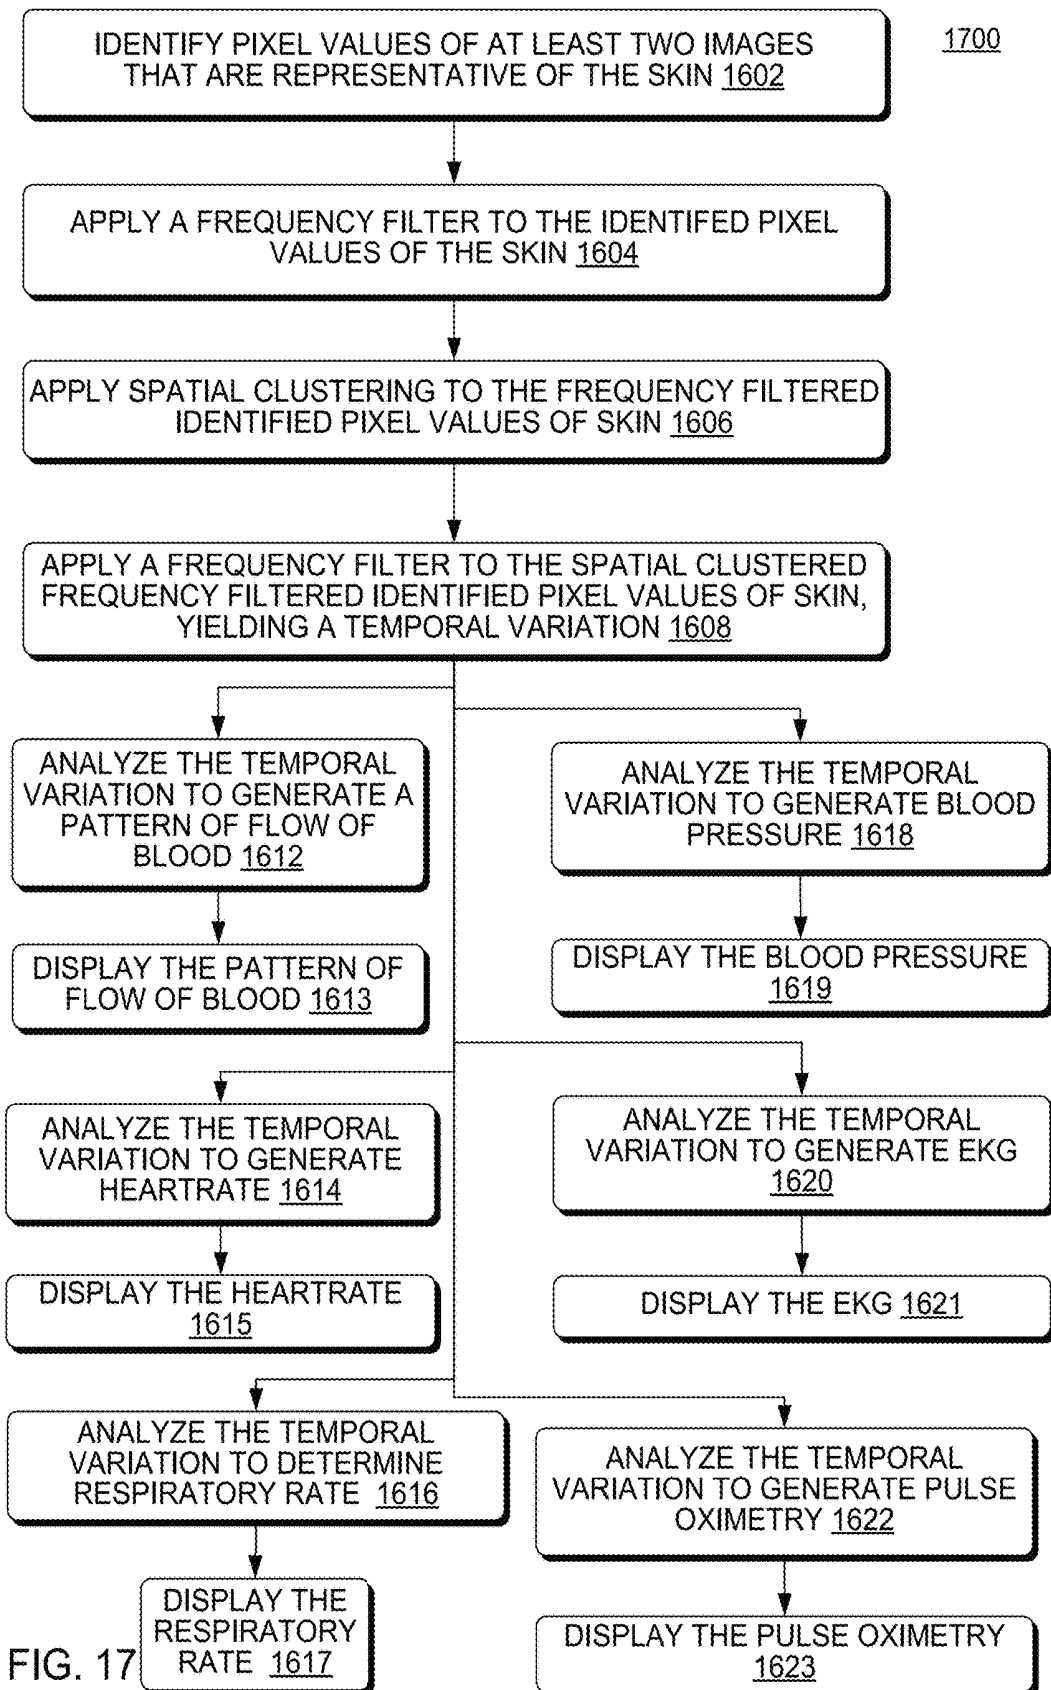 IDENTIFY PIXEL VALUES OF AT LEAST TWO IMAGES
THAT ARE REPRESENTATIVE OF THE SKIN 1602
1700
APPLY A FREQUENCY FILTER TO THE IDENTIFED PIXEL
VALUES OF THE SKIN 1604
APPLY SPATIAL CLUSTERING TO THE FREQUENCY FILTERED
IDENTIFIED PIXEL VALUES OF SKIN 1606
APPLY A FREQUENCY FILTER TO THE SPATIAL CLUSTERED
FREQUENCY FILTERED IDENTIFIED PIXEL VALUES OF SKIN,
YIELDING A TEMPORAL VARIATION 1608
ANALYZE THE TEMPORAL
VARIATION TO GENERATE A
PATTERN OF FLOW OF
BLOOD 1612
DISPLAY THE PATTERN OF
FLOW OF BLOOD 1613
ANALYZE THE TEMPORAL
VARIATION TO GENERATE BLOOD
PRESSURE 1618
DISPLAY THE BLOOD PRESSURE
1619
ANALYZE THE TEMPORAL
VARIATION TO GENERATE
HEARTRATE 1614
DISPLAY THE HEARTRATE
1615
ANALYZE THE TEMPORAL
VARIATION TO GENERATE EKG
1620
DISPLAY THE EKG 1621
ANALYZE THE TEMPORAL
VARIATION TO DETERMINE
RESPIRATORY RATE 1616
DISPLAY THE
RESPIRATORY
RATE 1617
ANALYZE THE TEMPORAL
VARIATION TO GENERATE PULSE
OXIMETRY 1622
DISPLAY THE PULSE OXIMETRY
1623
FIG. 17